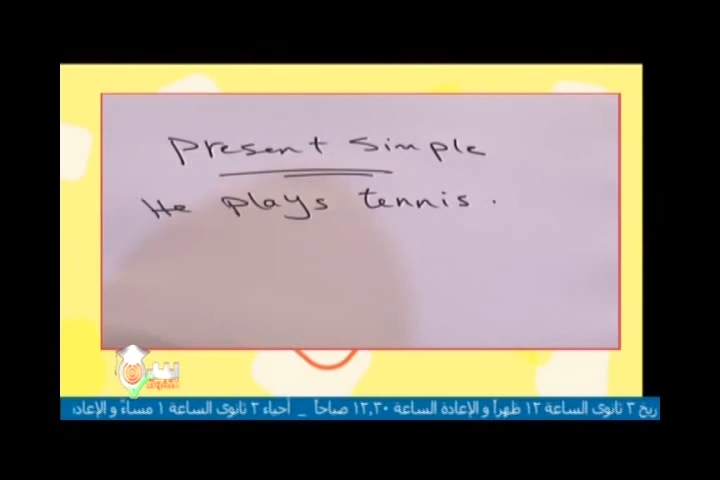 Present Simple
He plays tennis.
ثانوى الساعة ١٢ ظهراً و الإعادة الساعة ١٢,٣٠ صباحاً _ أحياء ٣ ثانوى الساعة ١ مساءً و الإعاد